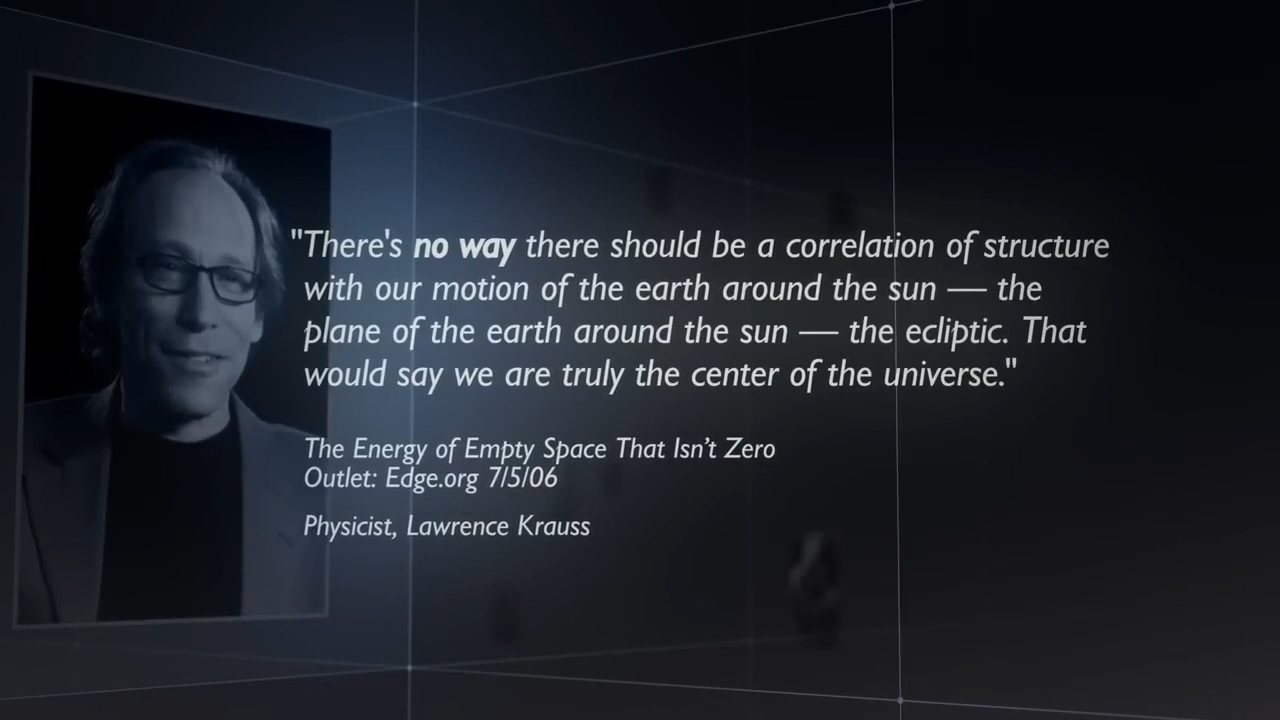 "There's no way there should be a correlation of structure
with our motion of the earth around the sun — the
plane of the earth around the sun — the ecliptic. That
would say we are truly the center of the universe."
The Energy of Empty Space That Isn’t Zero
Outlet: Edge.org 7/5/06
Physicist, Lawrence Krauss